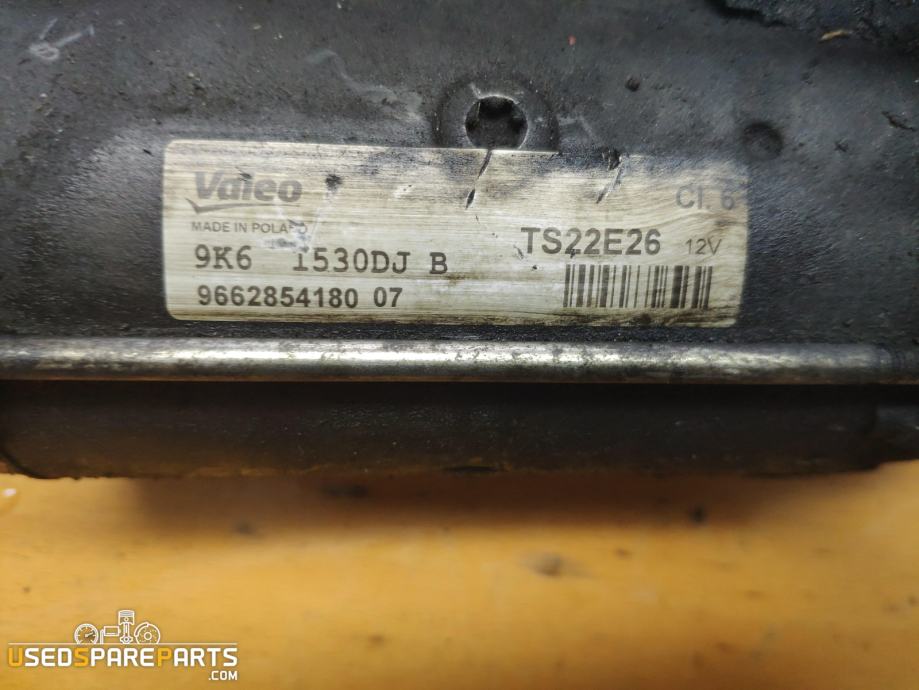 Valeo
Cl. 6
MADE IN POLAND
TS22E26 12V
9K6 1530DJ B
9662854180 07
USEDSPAREPARTS
.COM